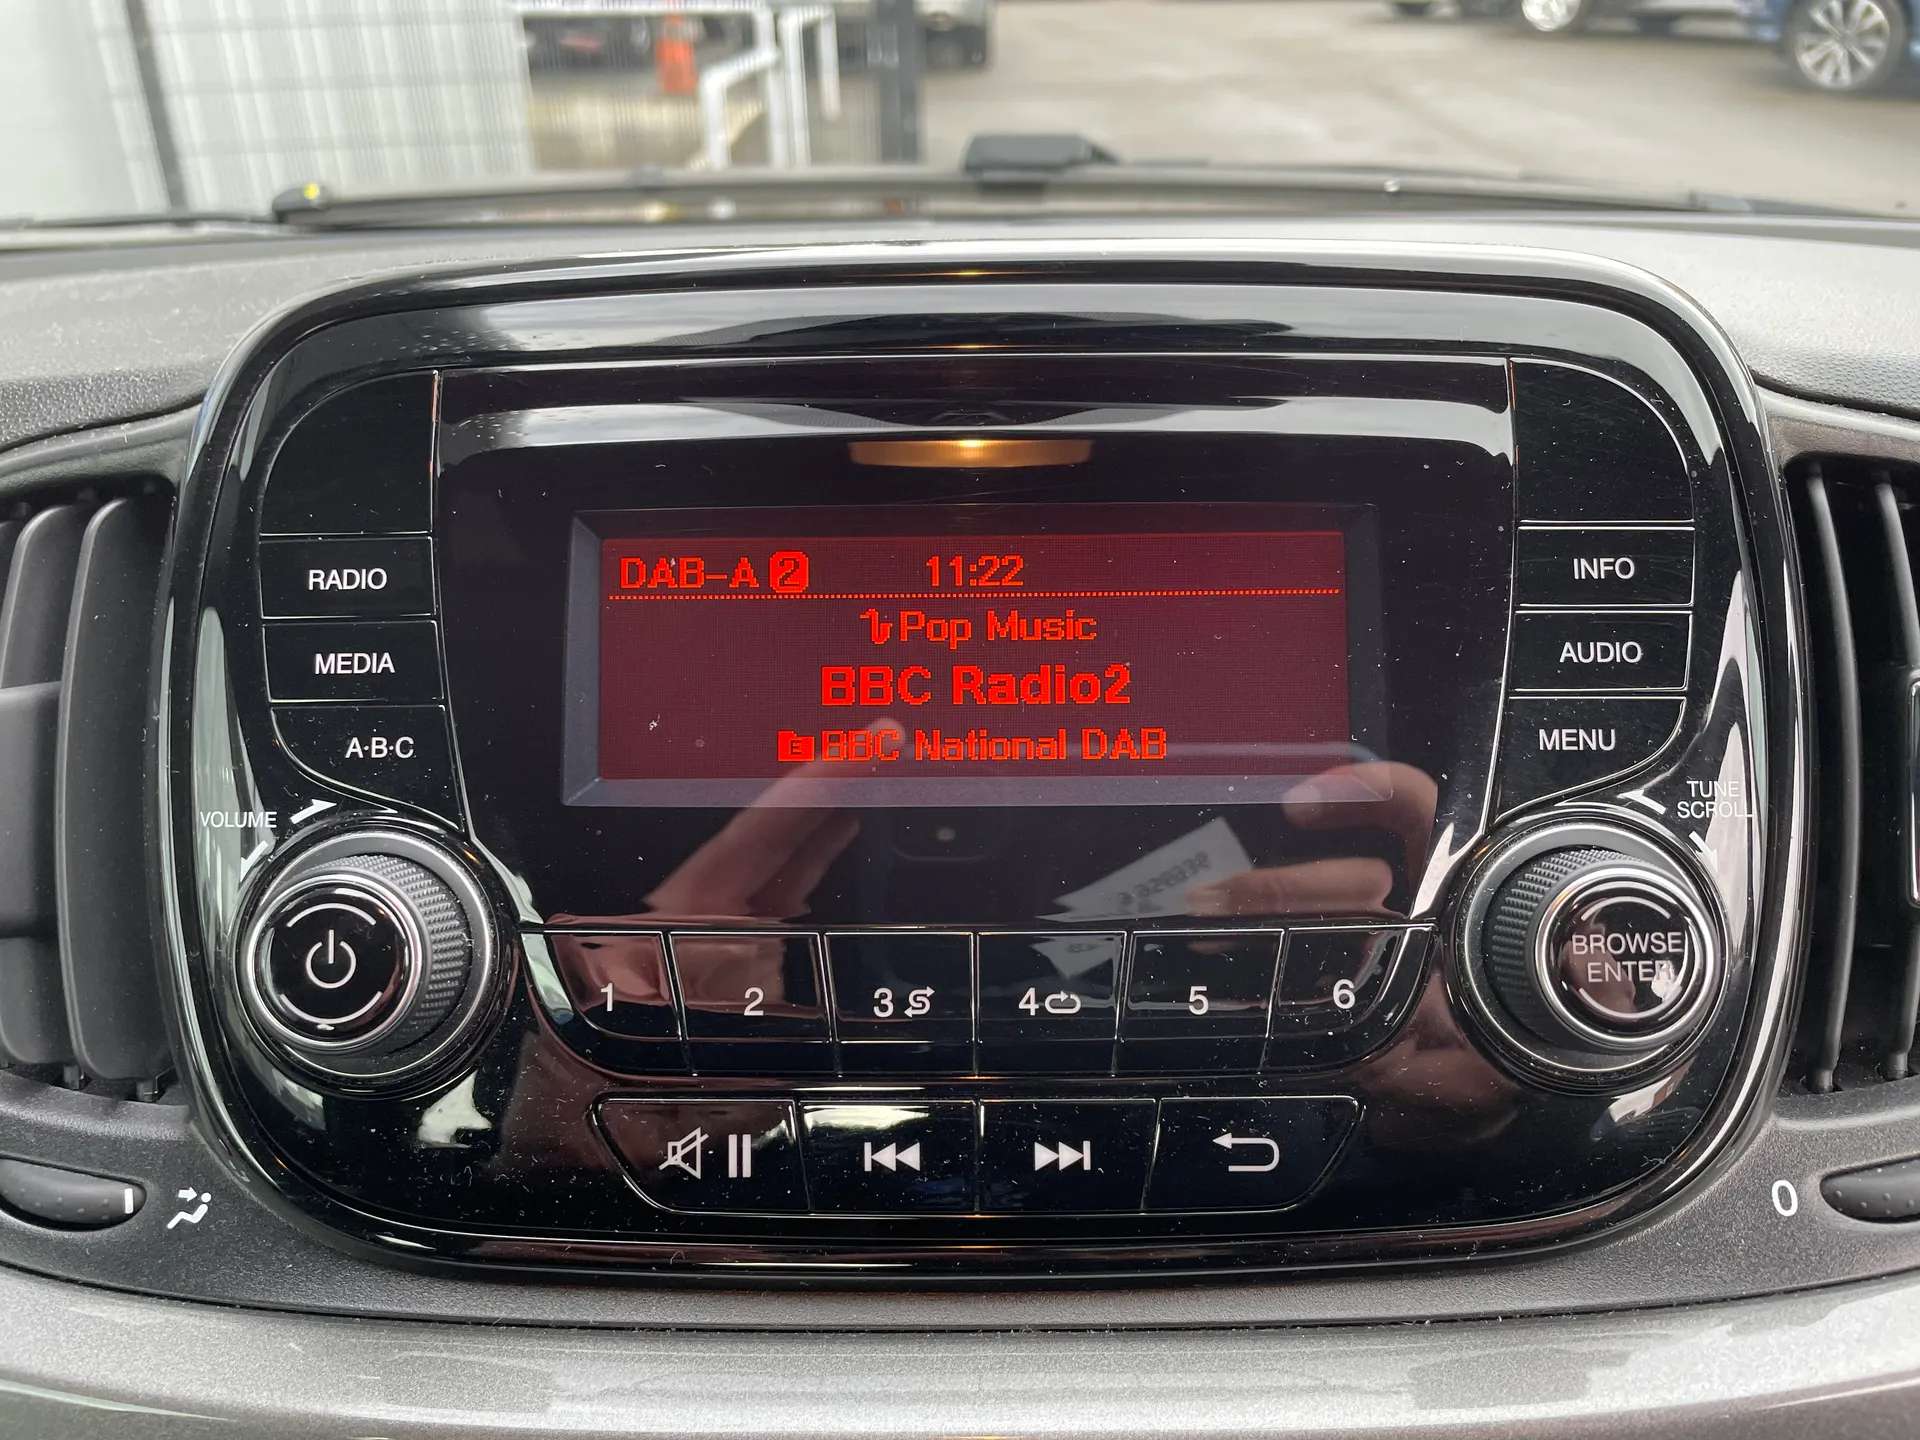 DAB-A 2 11:22
Pop Music
BBC Radio2
E BBC National DAB
RADIO
MEDIA
A·B·C
INFO
AUDIO
MENU
VOLUME
TUNE
SCROLL
BROWSE
ENTER
1 2 3 4 5 6
0